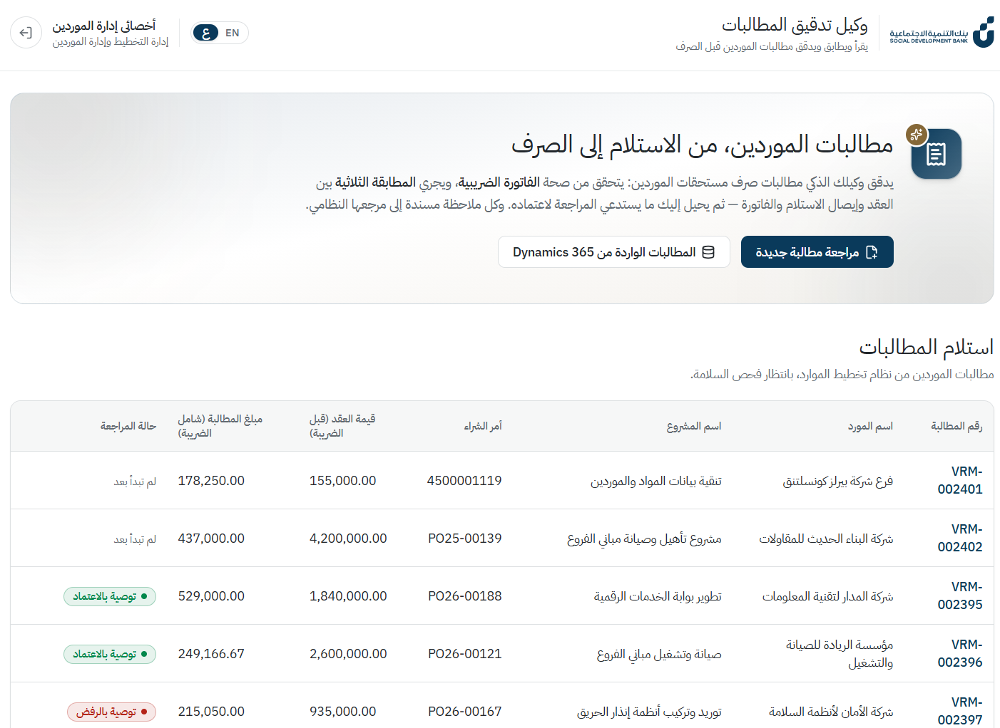 بنك التنمية الاجتماعية
SOCIAL DEVELOPMENT BANK
وكيل تدقيق المطالبات
يقرأ ويطابق ويدقق مطالبات الموردين قبل الصرف
EN ع
أخصائي إدارة الموردين
إدارة التخطيط وإدارة الموردين
مطالبات الموردين، من الاستلام إلى الصرف
يدقق وكيلك الذكي مطالبات صرف مستحقات الموردين: يتحقق من صحة الفاتورة الضريبية، ويجري المطابقة الثلاثية بين
العقد وإيصال الاستلام والفاتورة — ثم يحيل إليك ما يستدعي المراجعة لاعتماده. وكل ملاحظة مسندة إلى مرجعها النظامي.
مراجعة مطالبة جديدة
المطالبات الواردة من Dynamics 365
استلام المطالبات
مطالبات الموردين من نظام تخطيط الموارد، بانتظار فحص السلامة.
رقم المطالبة اسم المورد اسم المشروع أمر الشراء قيمة العقد (قبل الضريبة) مبلغ المطالبة (شامل الضريبة) حالة المراجعة
VRM-002401 فرع شركة بيرلز كونسلتنق تنقية بيانات المواد والموردين 4500001119 155,000.00 178,250.00 لم تبدأ بعد
VRM-002402 شركة البناء الحديث للمقاولات مشروع تأهيل وصيانة مباني الفروع PO25-00139 4,200,000.00 437,000.00 لم تبدأ بعد
VRM-002395 شركة المدار لتقنية المعلومات تطوير بوابة الخدمات الرقمية PO26-00188 1,840,000.00 529,000.00 توصية بالاعتماد
VRM-002396 مؤسسة الريادة للصيانة والتشغيل صيانة وتشغيل مباني الفروع PO26-00121 2,600,000.00 249,166.67 توصية بالاعتماد
VRM-002397 شركة الأمان لأنظمة السلامة توريد وتركيب أنظمة إنذار الحريق PO26-00167 935,000.00 215,050.00 توصية بالرفض